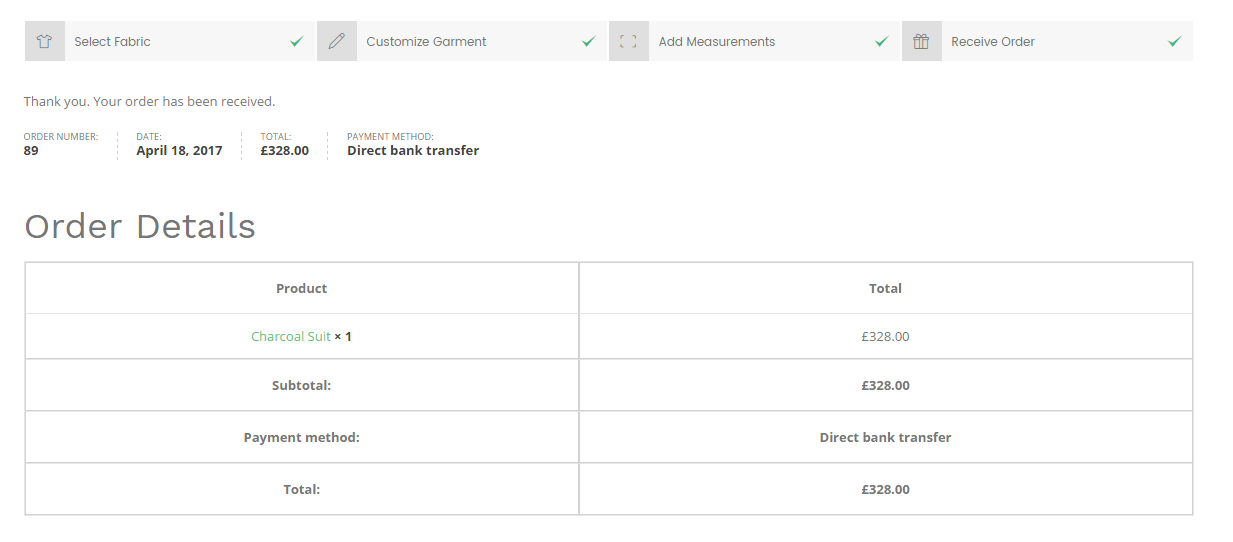 Select Fabric Customize Garment Add Measurements Receive Order
Thank you. Your order has been received.
ORDER NUMBER: DATE: TOTAL: PAYMENT METHOD:
89 April 18, 2017 £328.00 Direct bank transfer
Order Details
Product Total
Charcoal Suit × 1 £328.00
Subtotal: £328.00
Payment method: Direct bank transfer
Total: £328.00